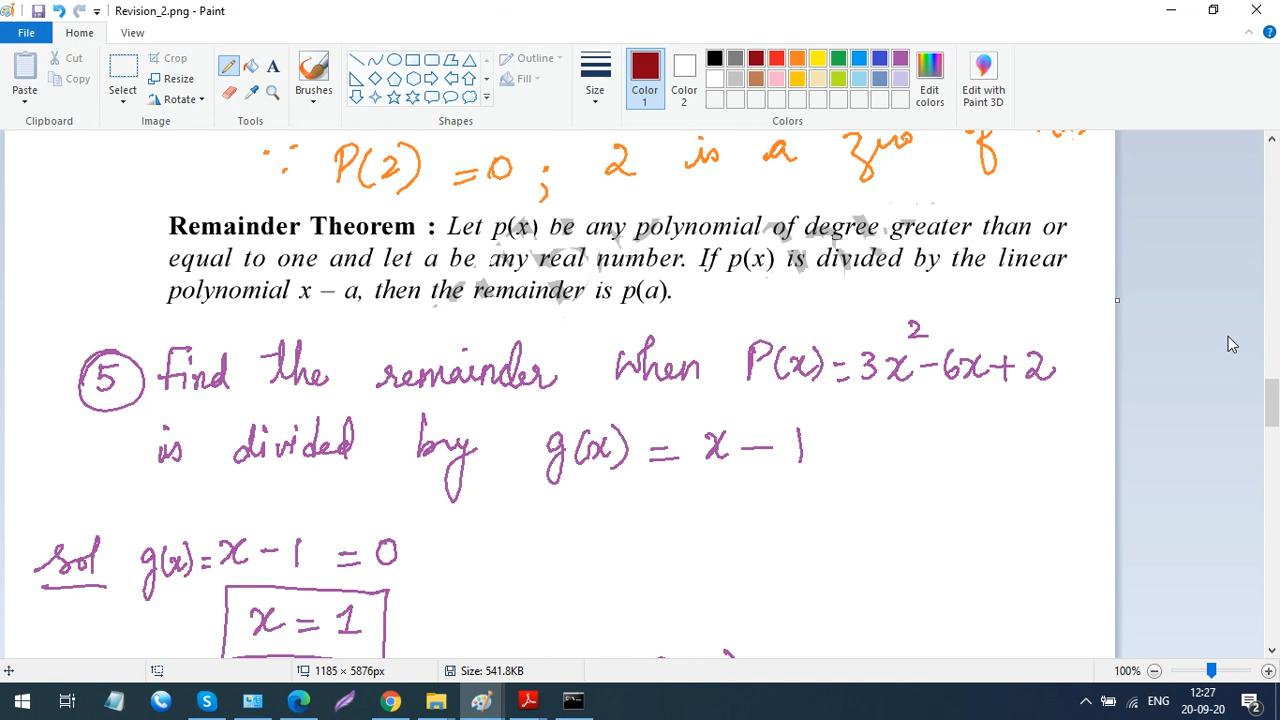 Revision_2.png - Paint
File Home View
Cut
Copy
Paste
Clipboard
Crop
Resize
Rotate
Select
Image
Tools
Brushes
Outline
Fill
Shapes
Size
Color 1
Color 2
Edit colors
Edit with Paint 3D
Colors
∵ P(2) = 0 ; 2 is a zero of
Remainder Theorem : Let p(x) be any polynomial of degree greater than or
equal to one and let a be any real number. If p(x) is divided by the linear
polynomial x – a, then the remainder is p(a).
5 Find the remainder when P(x) = 3x² - 6x + 2
is divided by g(x) = x - 1
sol g(x) = x - 1 = 0
x = 1
1185 × 5876px Size: 541.8KB 100%
ENG 12:27
20-09-20 2